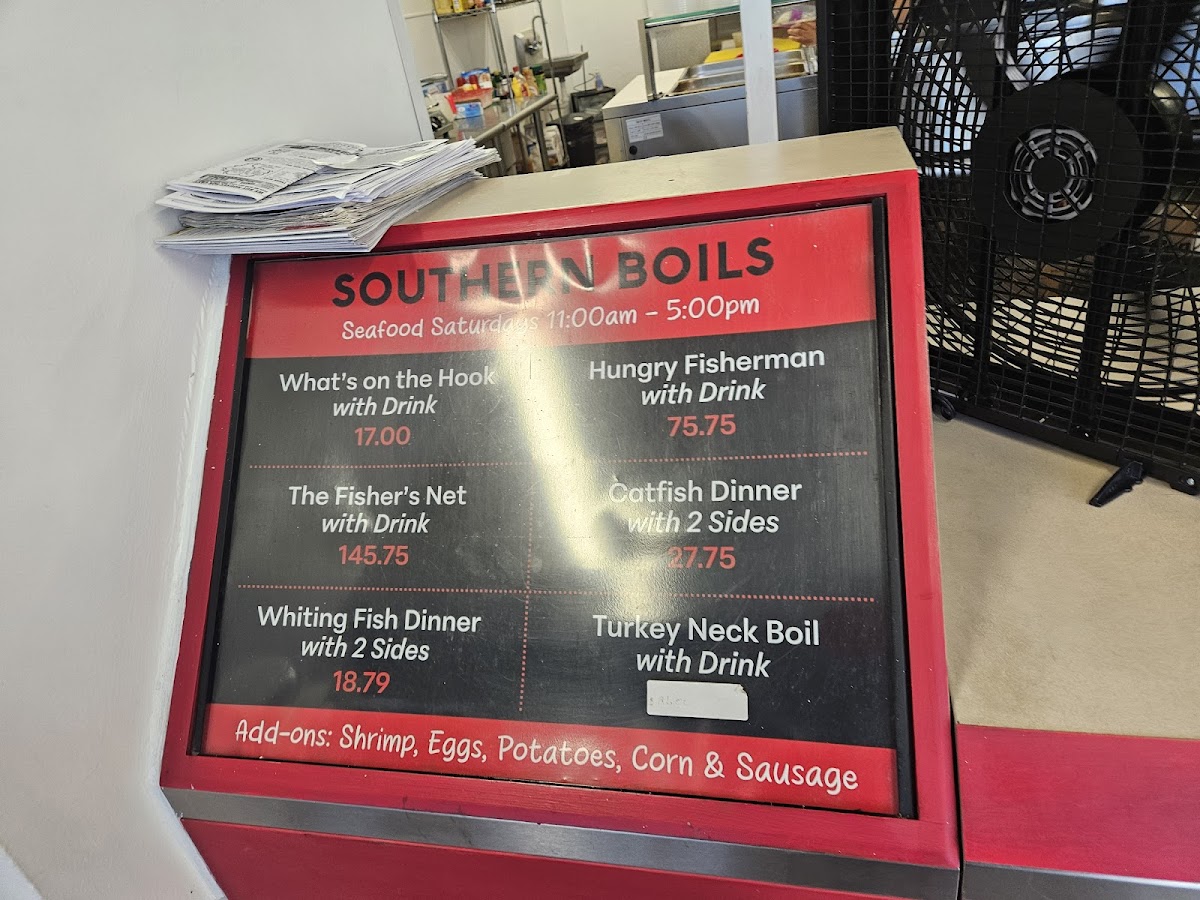 SOUTHERN BOILS
Seafood Saturdays 11:00am - 5:00pm
What's on the Hook
with Drink
17.00
Hungry Fisherman
with Drink
75.75
The Fisher's Net
with Drink
145.75
Catfish Dinner
with 2 Sides
27.75
Whiting Fish Dinner
with 2 Sides
18.79
Turkey Neck Boil
with Drink
Add-ons: Shrimp, Eggs, Potatoes, Corn & Sausage